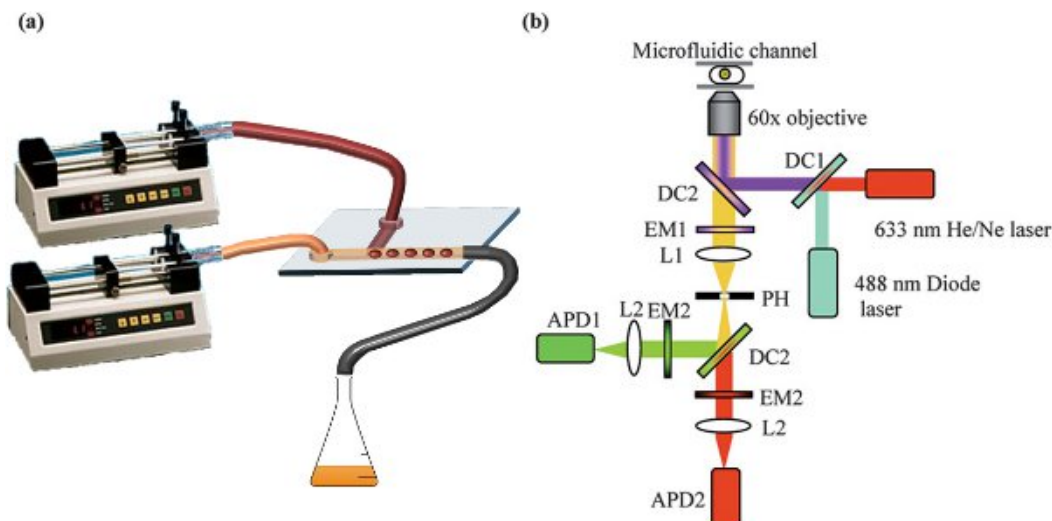 (a)
(b)
Microfluidic channel
60x objective
DC1
DC2
EM1
633 nm He/Ne laser
L1
488 nm Diode
laser
PH
APD1
L2
EM2
DC2
EM2
L2
APD2